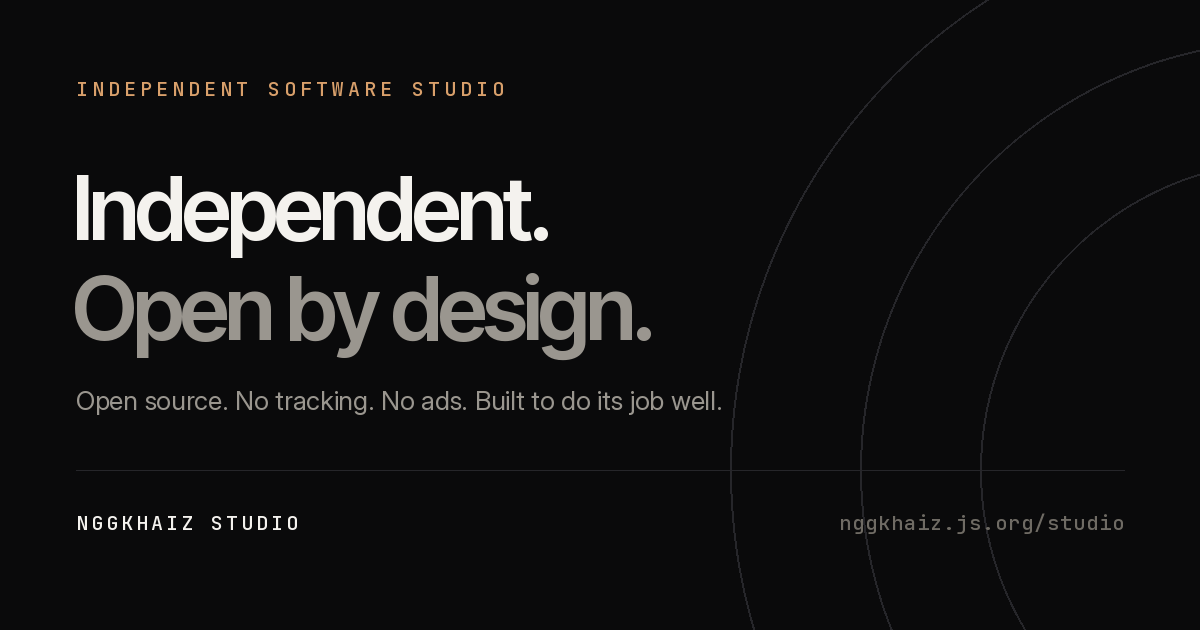 INDEPENDENT SOFTWARE STUDIO
Independent.
Open by design.
Open source. No tracking. No ads. Built to do its job well.
NGGKHAIZ STUDIO
nggkhaiz.js.org/studio